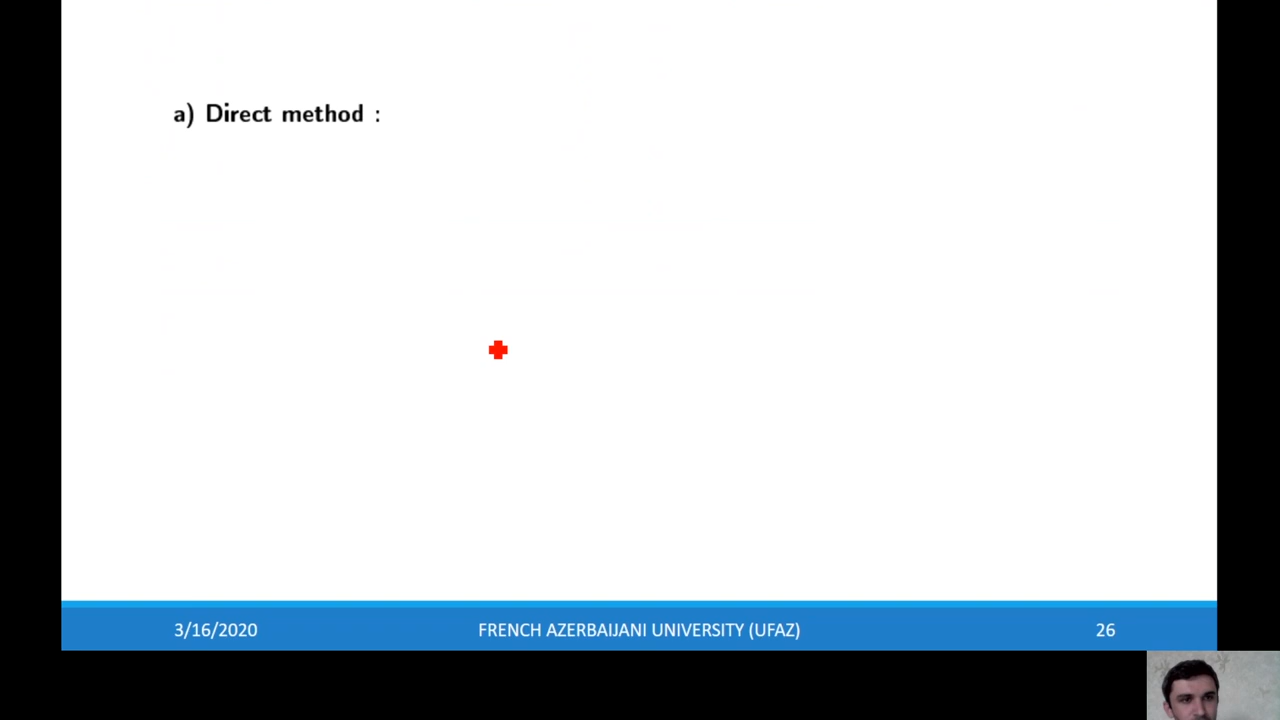 a) Direct method :
3/16/2020
FRENCH AZERBAIJANI UNIVERSITY (UFAZ)
26